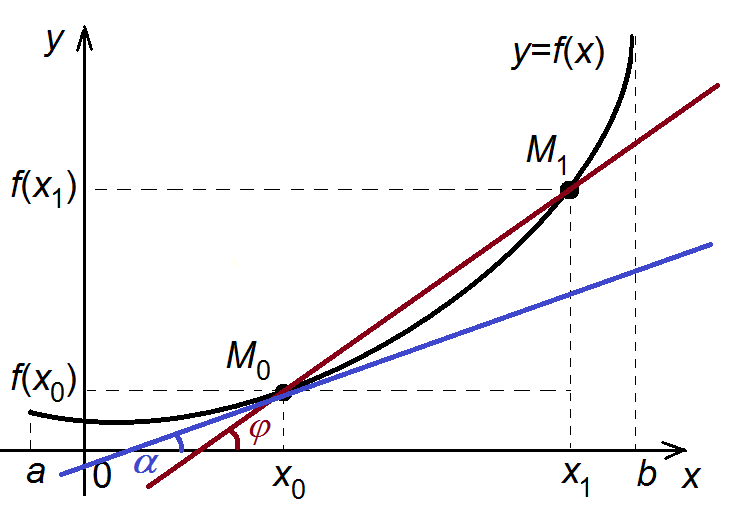 y
y=f(x)
M₁
f(x₁)
M₀
f(x₀)
α
φ
a
0
x₀
x₁
b
x